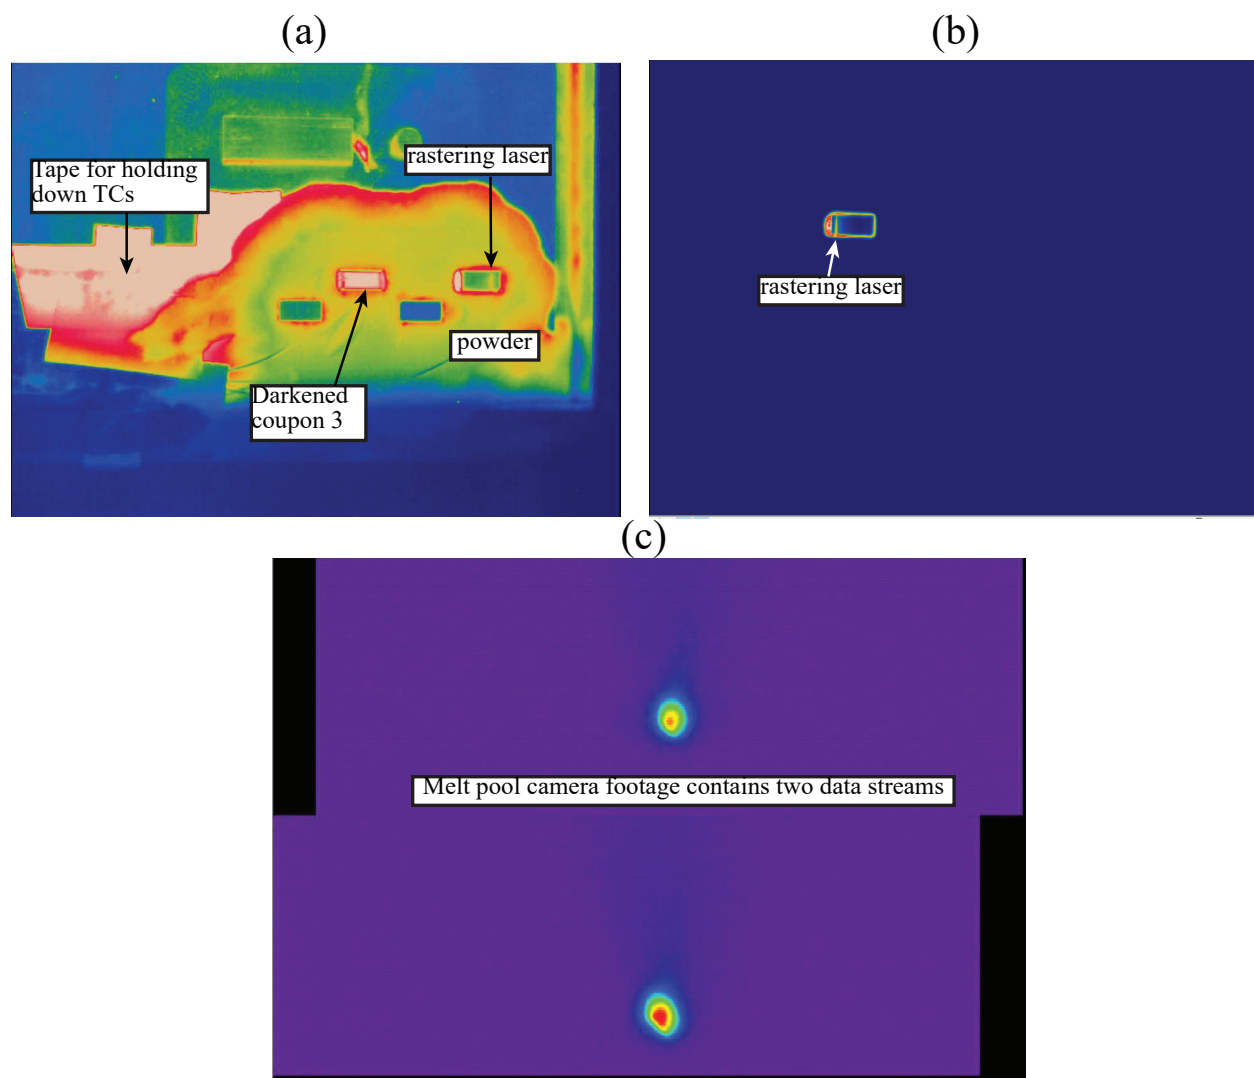 (a)
(b)
Tape for holding
down TCs
rastering laser
rastering laser
powder
Darkened
coupon 3
(c)
Melt pool camera footage contains two data streams